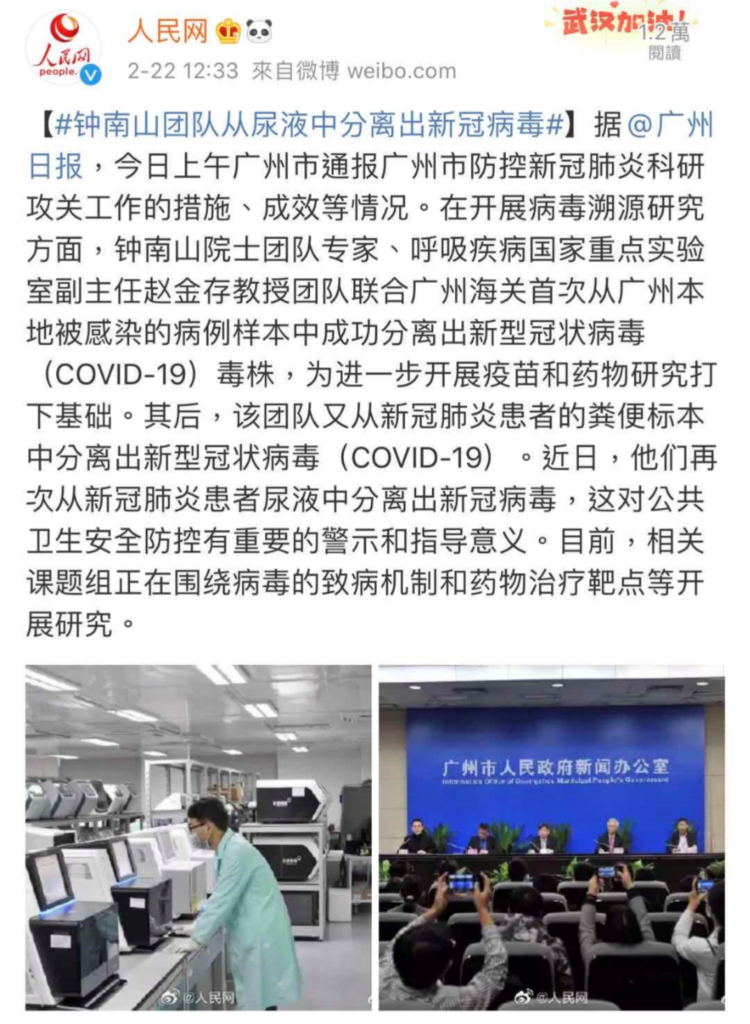 人民网
武汉加油!
1.2萬
閱讀
人民网
people.
2-22 12:33 來自微博 weibo.com
【#钟南山团队从尿液中分离出新冠病毒#】据@广州
日报，今日上午广州市通报广州市防控新冠肺炎科研
攻关工作的措施、成效等情况。在开展病毒溯源研究
方面，钟南山院士团队专家、呼吸疾病国家重点实验
室副主任赵金存教授团队联合广州海关首次从广州本
地被感染的病例样本中成功分离出新型冠状病毒
（COVID-19）毒株，为进一步开展疫苗和药物研究打
下基础。其后，该团队又从新冠肺炎患者的粪便标本
中分离出新型冠状病毒（COVID-19）。近日，他们再
次从新冠肺炎患者尿液中分离出新冠病毒，这对公共
卫生安全防控有重要的警示和指导意义。目前，相关
课题组正在围绕病毒的致病机制和药物治疗靶点等开
展研究。
广州市人民政府新闻办公室
Information Office of Guangzhou Municipal People's Government
@人民网
@人民网